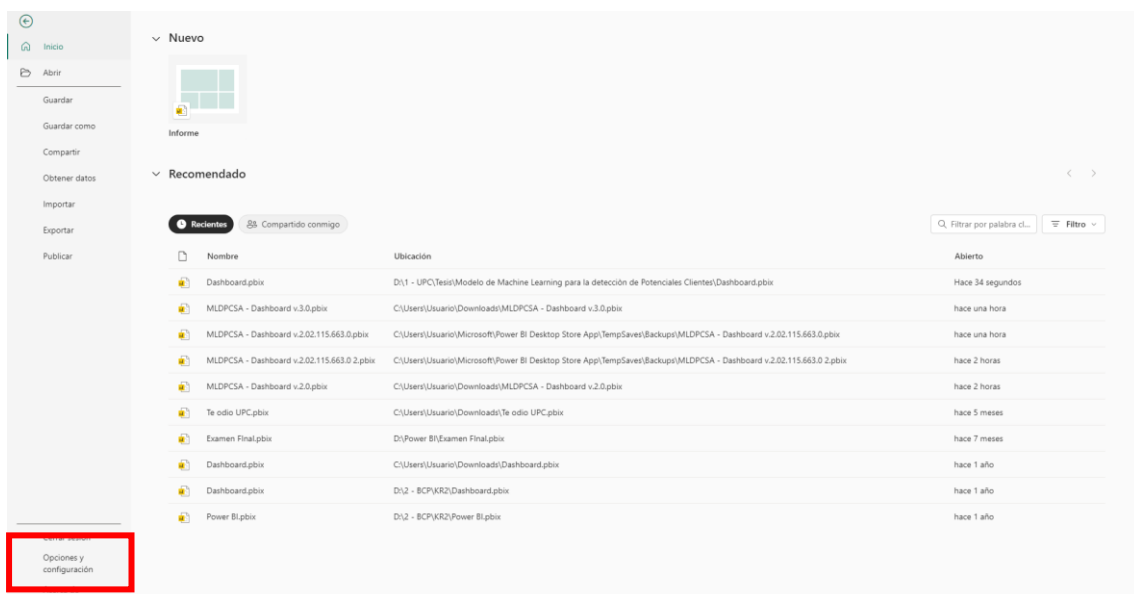 Inicio
Abrir
Guardar
Guardar como
Compartir
Obtener datos
Importar
Exportar
Publicar
Cerrar sesión
Opciones y
configuración
Nuevo
Informe
Recomendado
Recientes Compartido conmigo Filtrar por palabra cl... Filtro
Nombre Ubicación Abierto
Dashboard.pbix D:\1 - UPC\Tesis\Modelo de Machine Learning para la detección de Potenciales Clientes\Dashboard.pbix Hace 34 segundos
MLDPCSA - Dashboard v.3.0.pbix C:\Users\Usuario\Downloads\MLDPCSA - Dashboard v.3.0.pbix hace una hora
MLDPCSA - Dashboard v.2.02.115.663.0.pbix C:\Users\Usuario\Microsoft\Power BI Desktop Store App\TempSaves\Backups\MLDPCSA - Dashboard v.2.02.115.663.0.pbix hace una hora
MLDPCSA - Dashboard v.2.02.115.663.0 2.pbix C:\Users\Usuario\Microsoft\Power BI Desktop Store App\TempSaves\Backups\MLDPCSA - Dashboard v.2.02.115.663.0 2.pbix hace 2 horas
MLDPCSA - Dashboard v.2.0.pbix C:\Users\Usuario\Downloads\MLDPCSA - Dashboard v.2.0.pbix hace 2 horas
Te odio UPC.pbix C:\Users\Usuario\Downloads\Te odio UPC.pbix hace 5 meses
Examen FInal.pbix D:\Power BI\Examen FInal.pbix hace 7 meses
Dashboard.pbix C:\Users\Usuario\Downloads\Dashboard.pbix hace 1 año
Dashboard.pbix D:\2 - BCP\KR2\Dashboard.pbix hace 1 año
Power BI.pbix D:\2 - BCP\KR2\Power BI.pbix hace 1 año